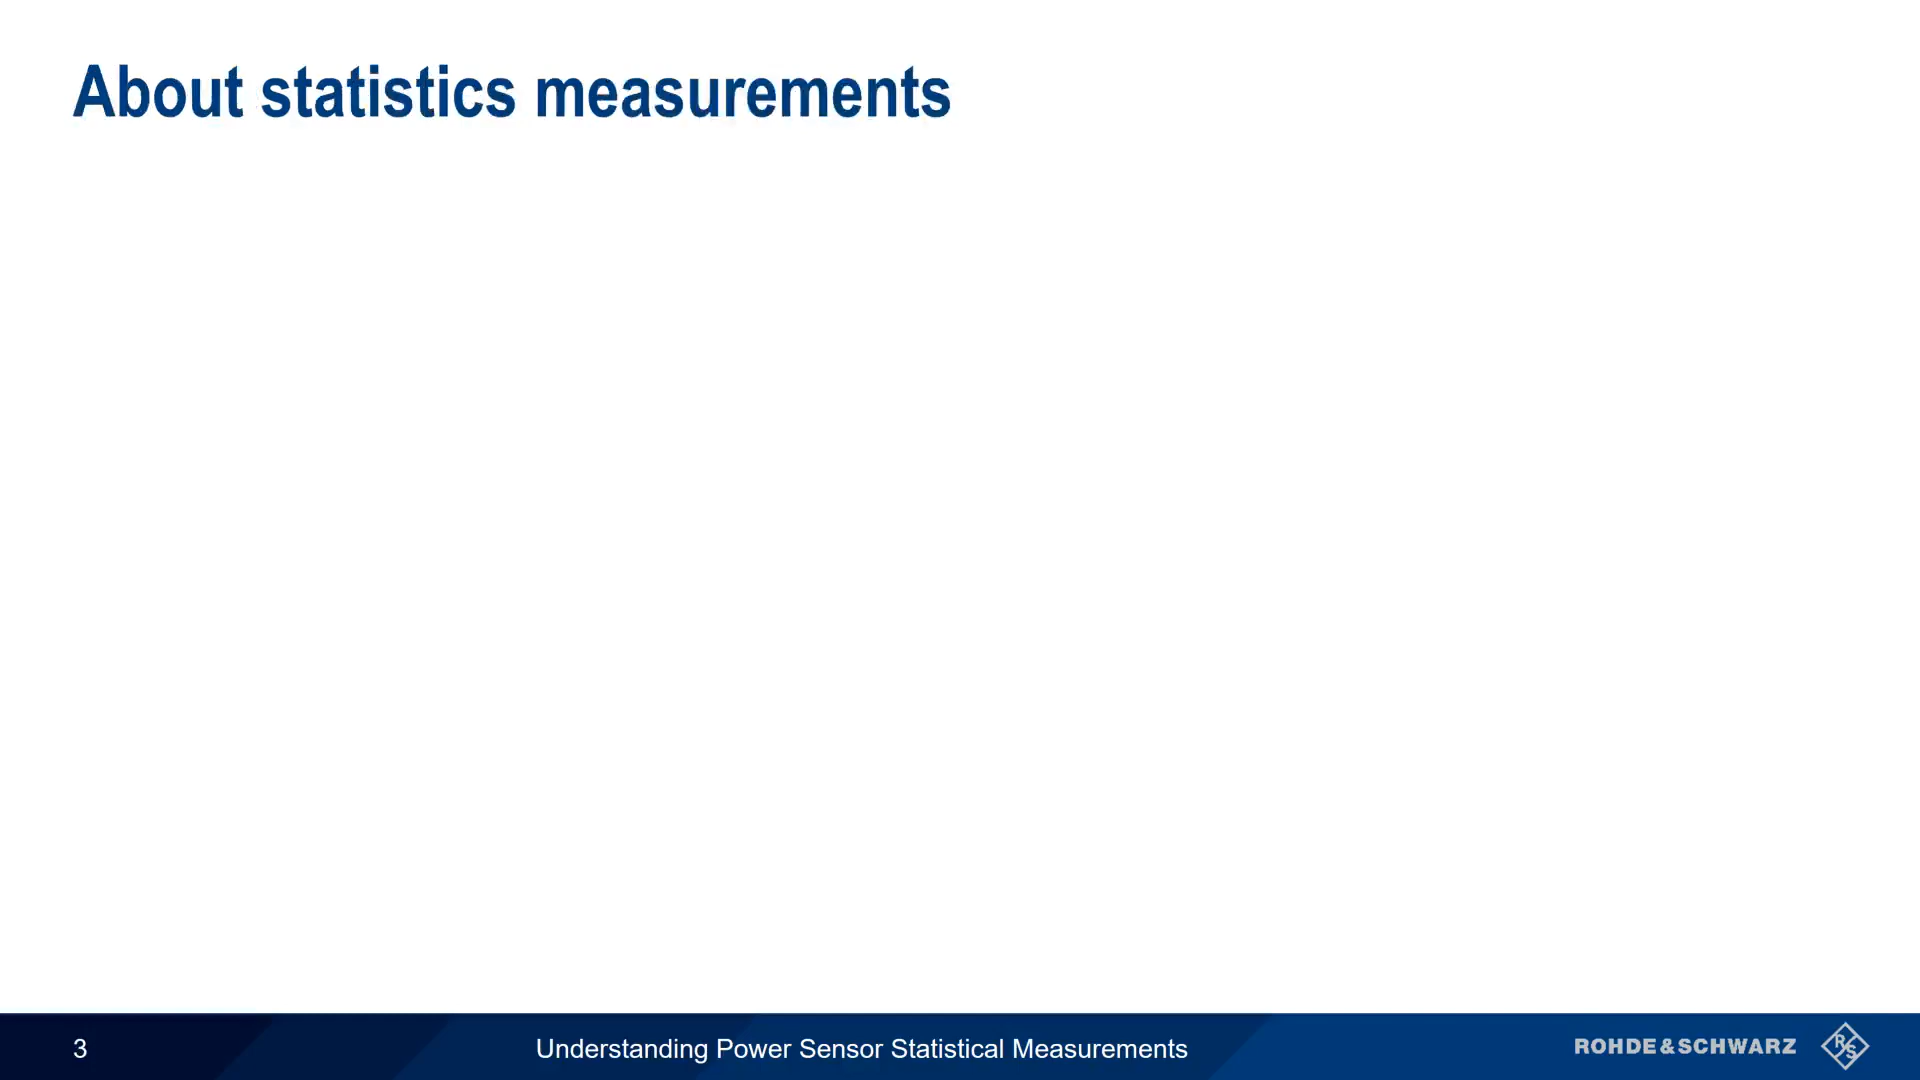 About statistics measurements
3
Understanding Power Sensor Statistical Measurements
ROHDE&SCHWARZ
R
S